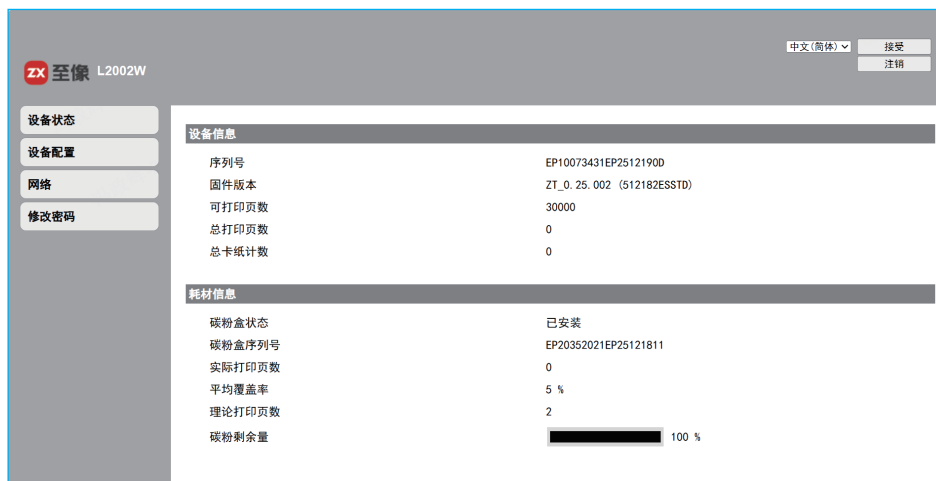 中文(简体) 接受
注销
ZX 至像 L2002W
设备状态
设备配置
网络
修改密码
设备信息
序列号 EP10073431EP2512190D
固件版本 ZT_0.25.002 (512182ESSTD)
可打印页数 30000
总打印页数 0
总卡纸计数 0
耗材信息
碳粉盒状态 已安装
碳粉盒序列号 EP20352021EP25121811
实际打印页数 0
平均覆盖率 5 %
理论打印页数 2
碳粉剩余量 100 %